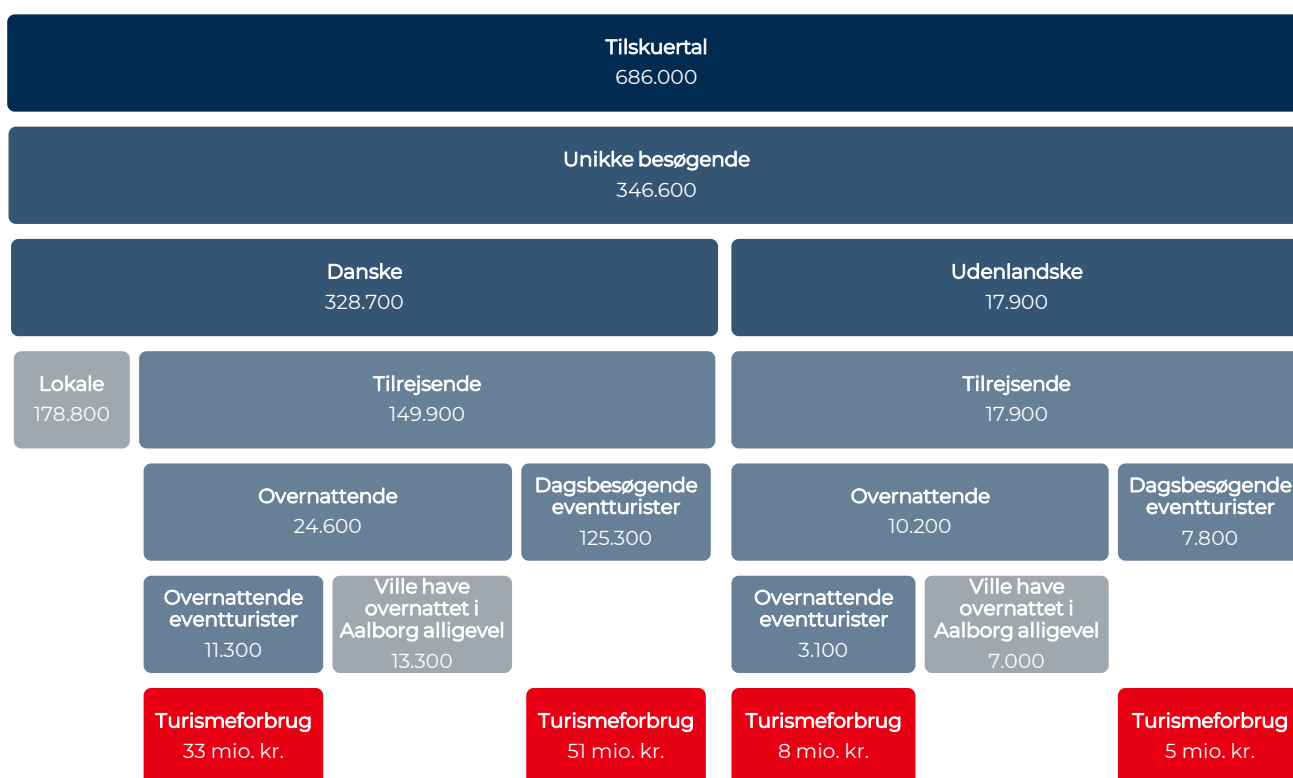 Tilskuertal
686.000
Unikke besøgende
346.600
Danske
328.700
Udenlandske
17.900
Lokale
178.800
Tilrejsende
149.900
Tilrejsende
17.900
Overnattende
24.600
Dagsbesøgende
eventturister
125.300
Overnattende
10.200
Dagsbesøgende
eventturister
7.800
Overnattende
eventturister
11.300
Ville have
overnattet i
Aalborg alligevel
13.300
Overnattende
eventturister
3.100
Ville have
overnattet i
Aalborg alligevel
7.000
Turismeforbrug
33 mio. kr.
Turismeforbrug
51 mio. kr.
Turismeforbrug
8 mio. kr.
Turismeforbrug
5 mio. kr.